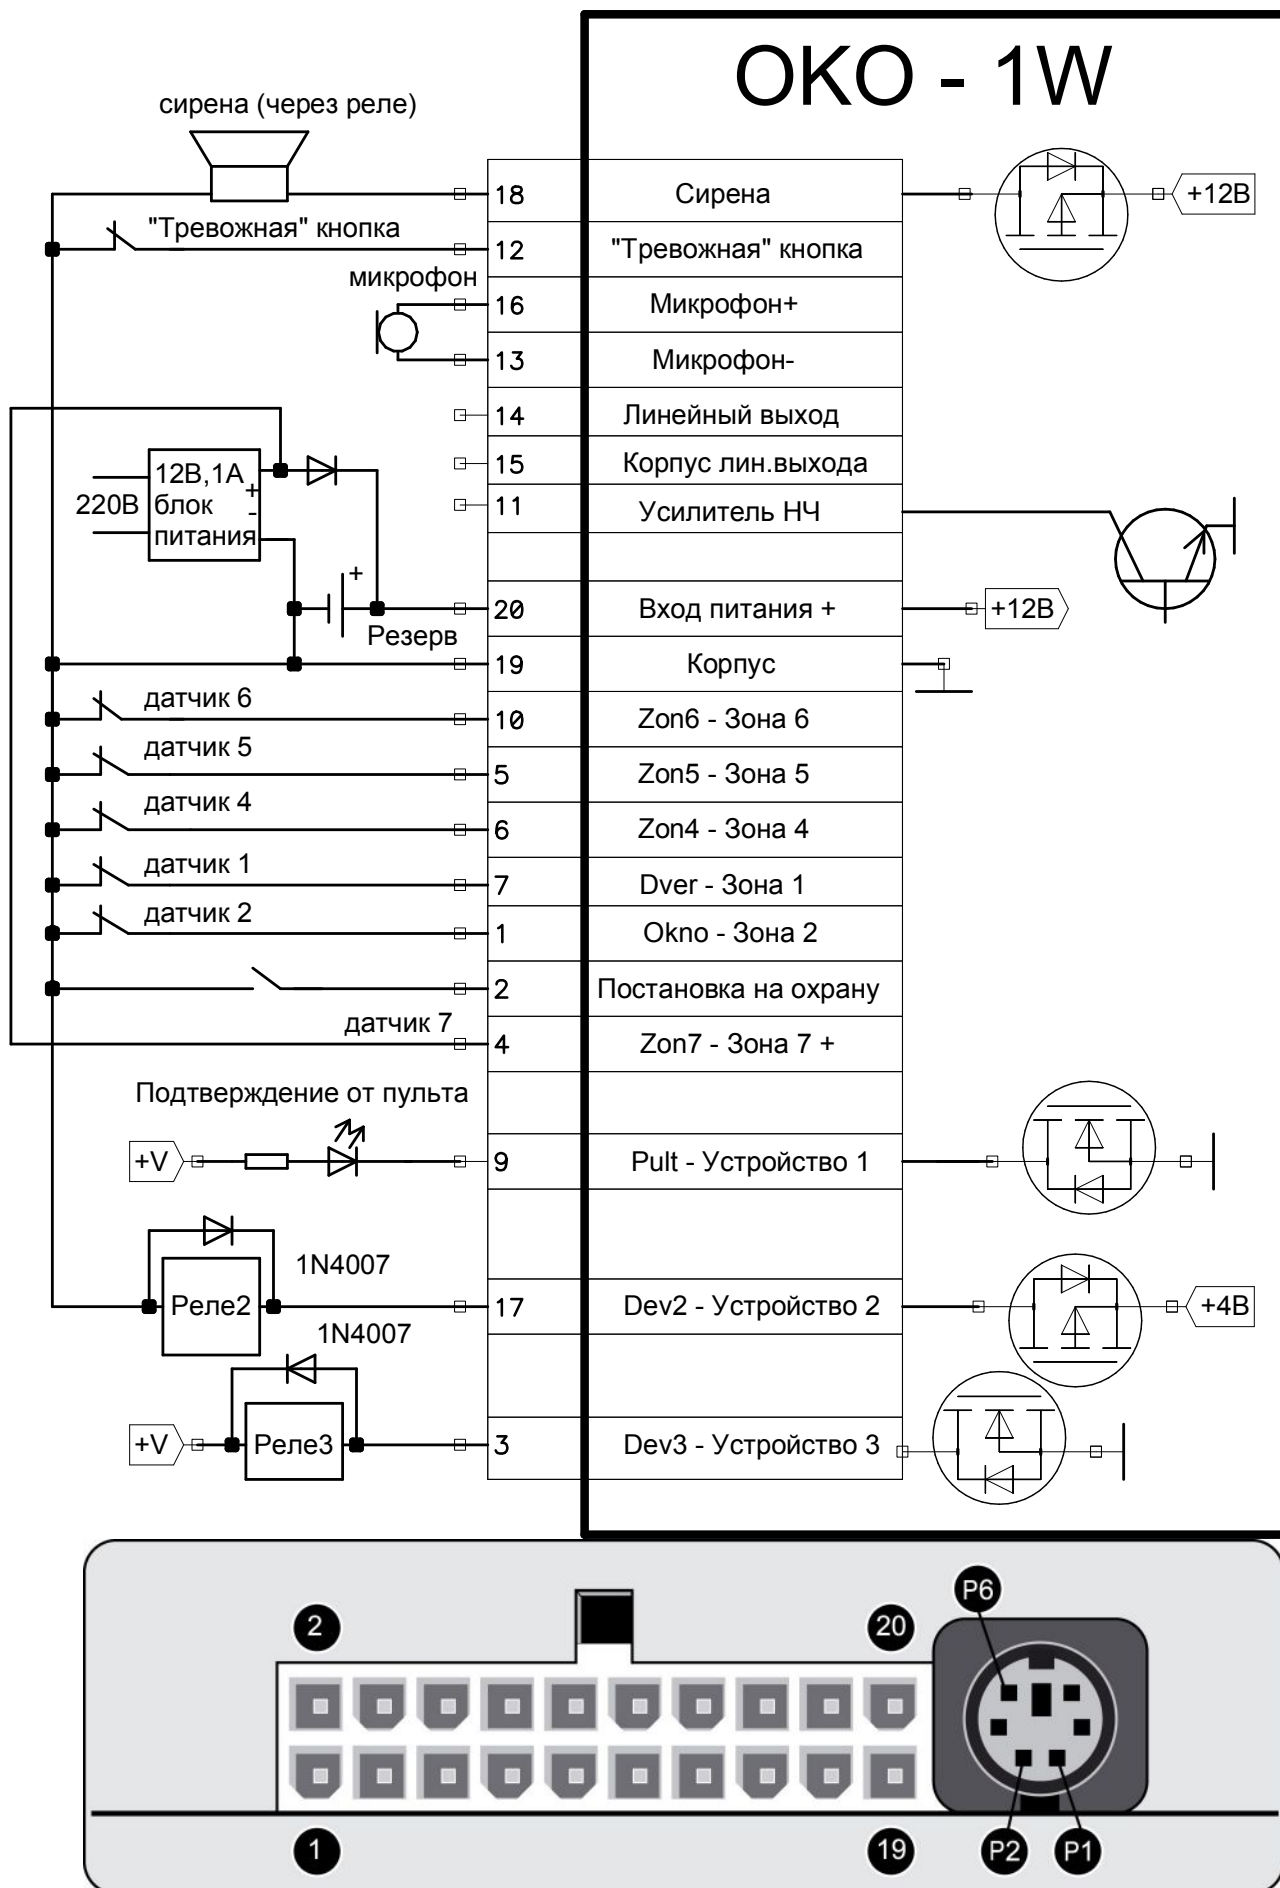 OKO - 1W
сирена (через реле)
18 Сирена +12В
"Тревожная" кнопка
12 "Тревожная" кнопка
микрофон
16 Микрофон+
13 Микрофон-
14 Линейный выход
15 Корпус лин.выхода
11 Усилитель НЧ
220В
12В,1А
+
блок -
питания
+
Резерв
20 Вход питания + +12В
19 Корпус
датчик 6
10 Zon6 - Зона 6
датчик 5
5 Zon5 - Зона 5
датчик 4
6 Zon4 - Зона 4
датчик 1
7 Dver - Зона 1
датчик 2
1 Okno - Зона 2
2 Постановка на охрану
датчик 7
4 Zon7 - Зона 7 +
Подтверждение от пульта
+V 9 Pult - Устройство 1
1N4007
Реле2 17 Dev2 - Устройство 2 +4В
1N4007
+V Реле3 3 Dev3 - Устройство 3
P6
2 20
1 19 P2 P1